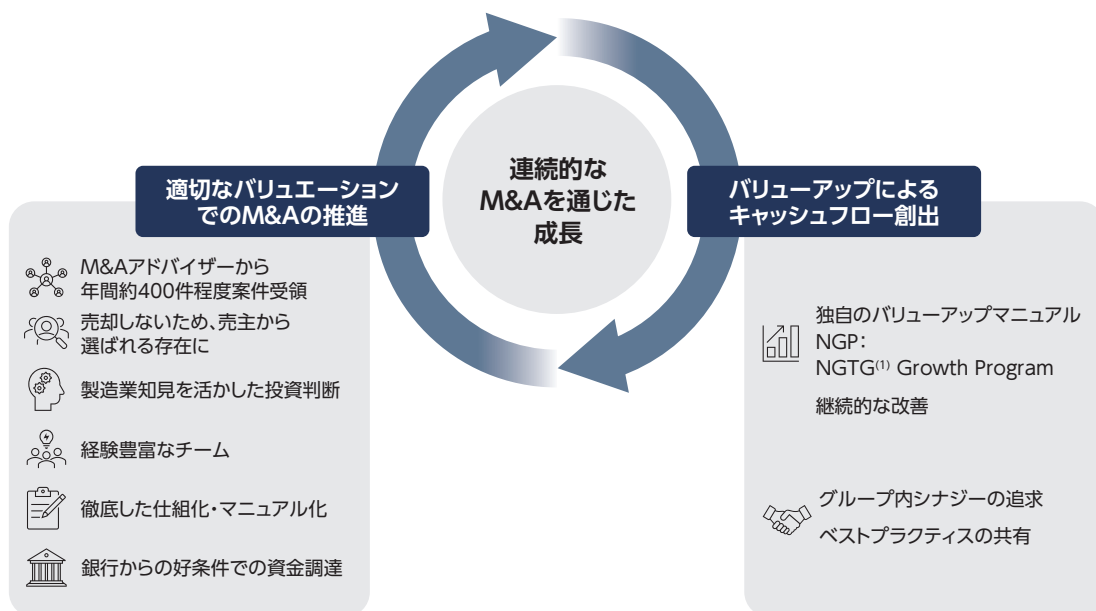 連続的な
M&Aを通じた
成長
適切なバリュエーション
でのM&Aの推進
M&Aアドバイザーから
年間約400件程度案件受領
売却しないため、売主から
選ばれる存在に
製造業知見を活かした投資判断
経験豊富なチーム
徹底した仕組化・マニュアル化
銀行からの好条件での資金調達
バリューアップによる
キャッシュフロー創出
独自のバリューアップマニュアル
NGP：
NGTG(1) Growth Program
継続的な改善
グループ内シナジーの追求
ベストプラクティスの共有